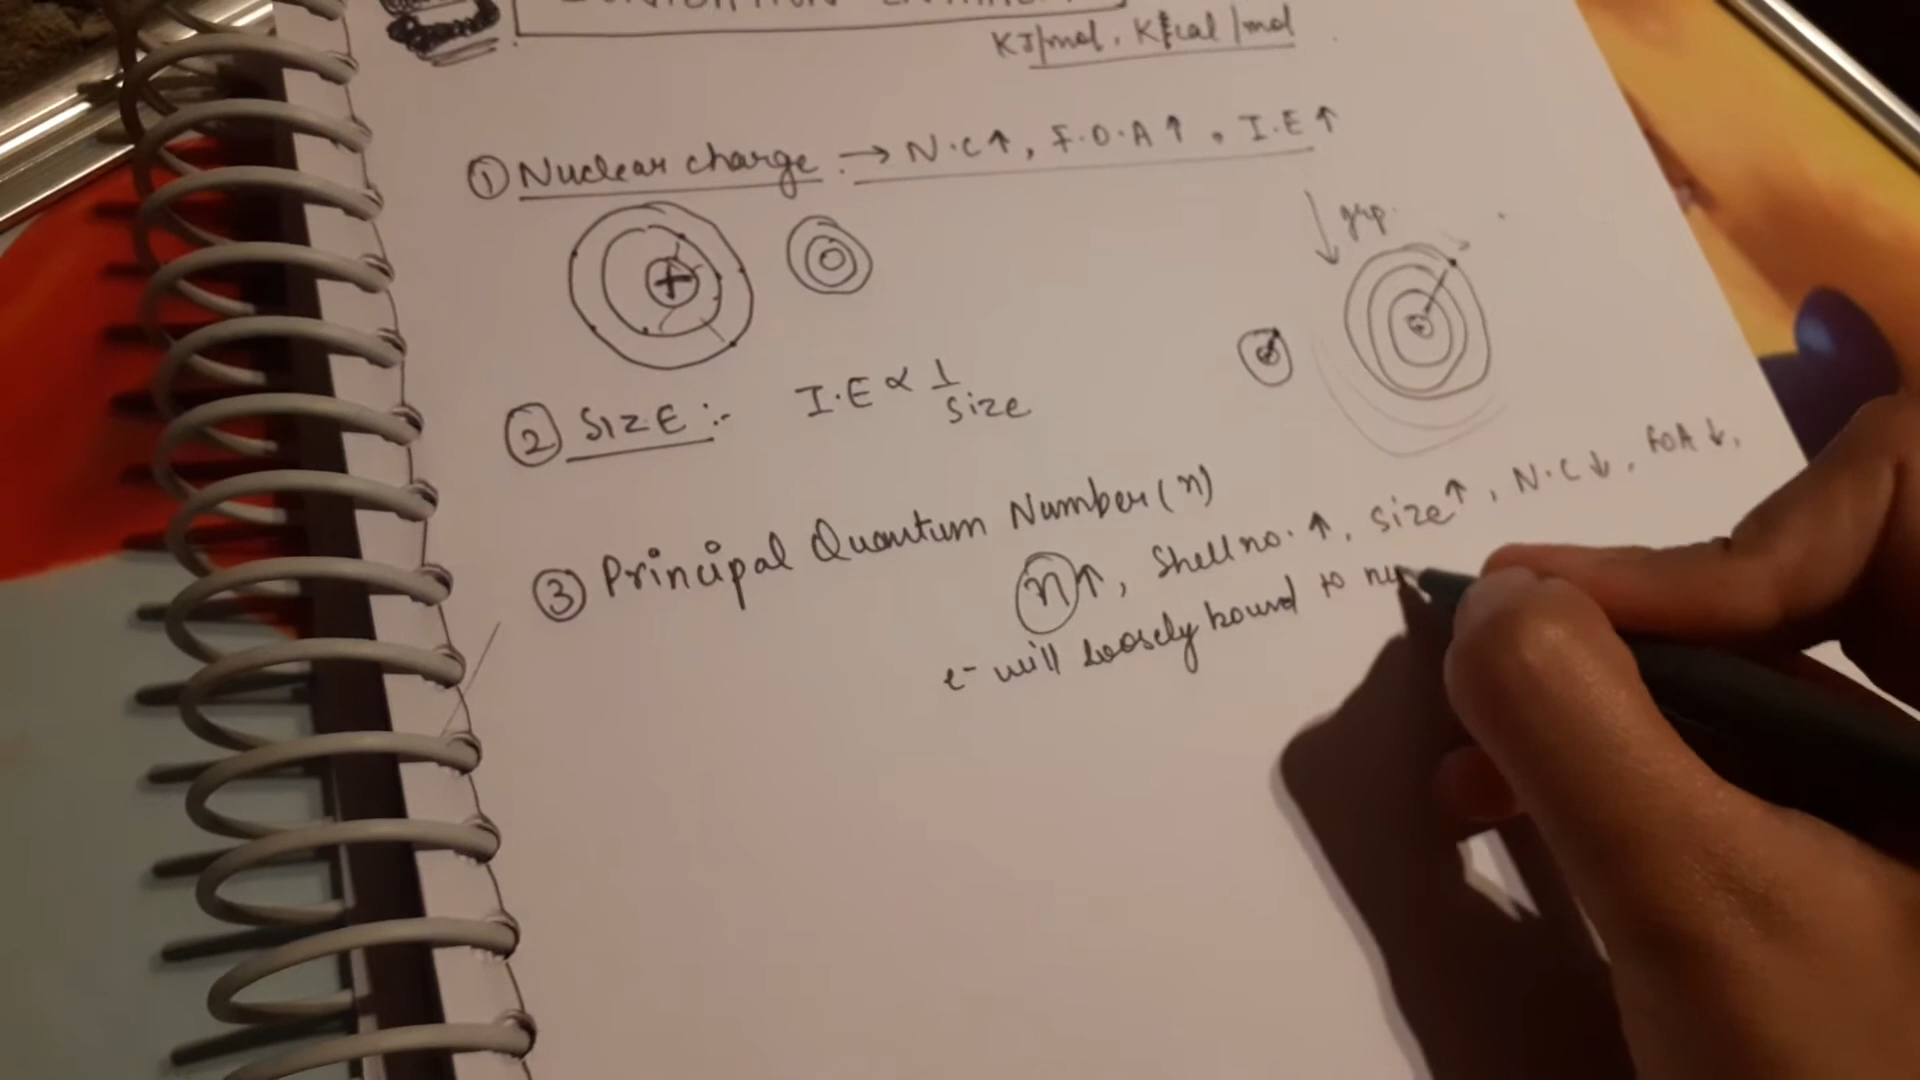 KJ/mol, Kcal/mol
① Nuclear charge → N.C↑, F.O.A↑, I.E↑
+
grp.
+
② SIZE :- I.E ∝ 1/Size
③ Principal Quantum Number (n)
n↑, Shell no.↑, Size↑, N.C↓, FOA↓,
e- will loosely bound to nu